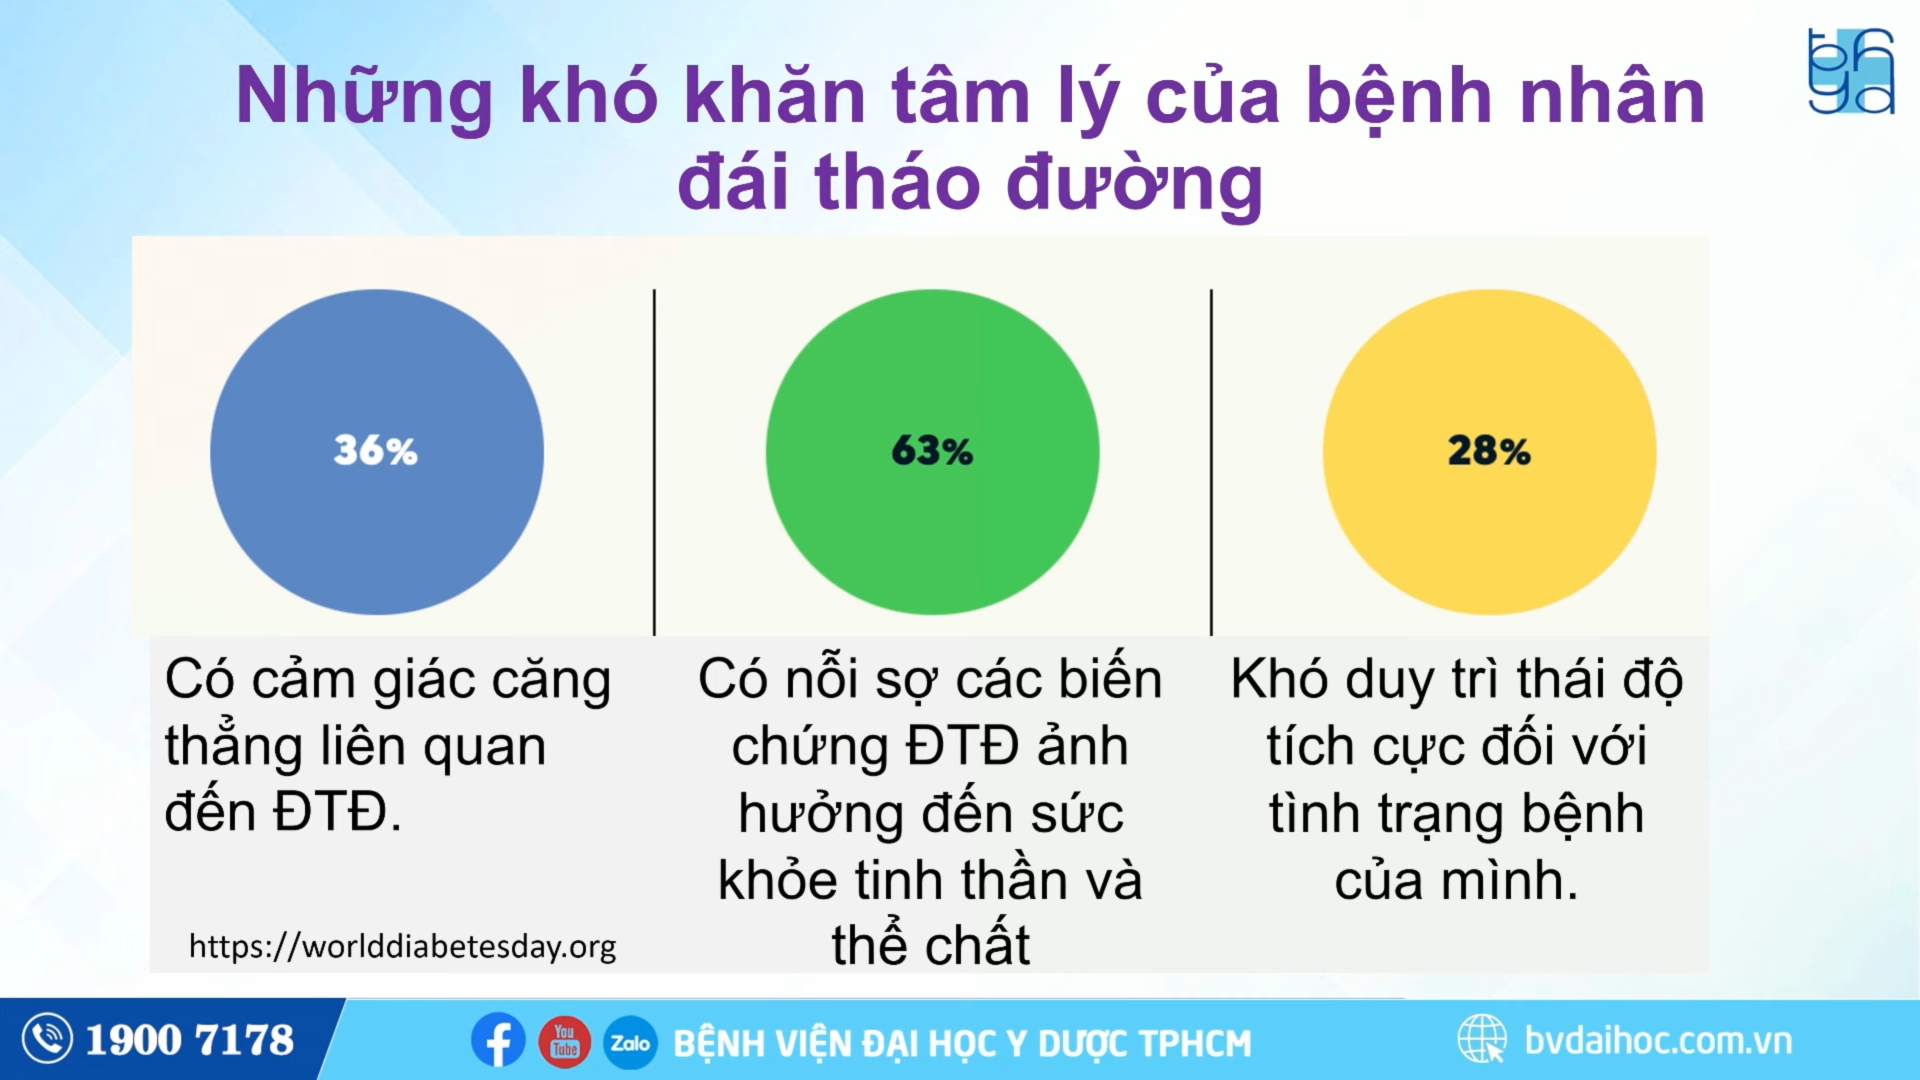 Những khó khăn tâm lý của bệnh nhân
đái tháo đường
36%
63%
28%
Có cảm giác căng
thẳng liên quan
đến ĐTĐ.
https://worlddiabetesday.org
Có nỗi sợ các biến
chứng ĐTĐ ảnh
hưởng đến sức
khỏe tinh thần và
thể chất
Khó duy trì thái độ
tích cực đối với
tình trạng bệnh
của mình.
1900 7178
You
Tube
Zalo
BỆNH VIỆN ĐẠI HỌC Y DƯỢC TPHCM
bvdaihoc.com.vn